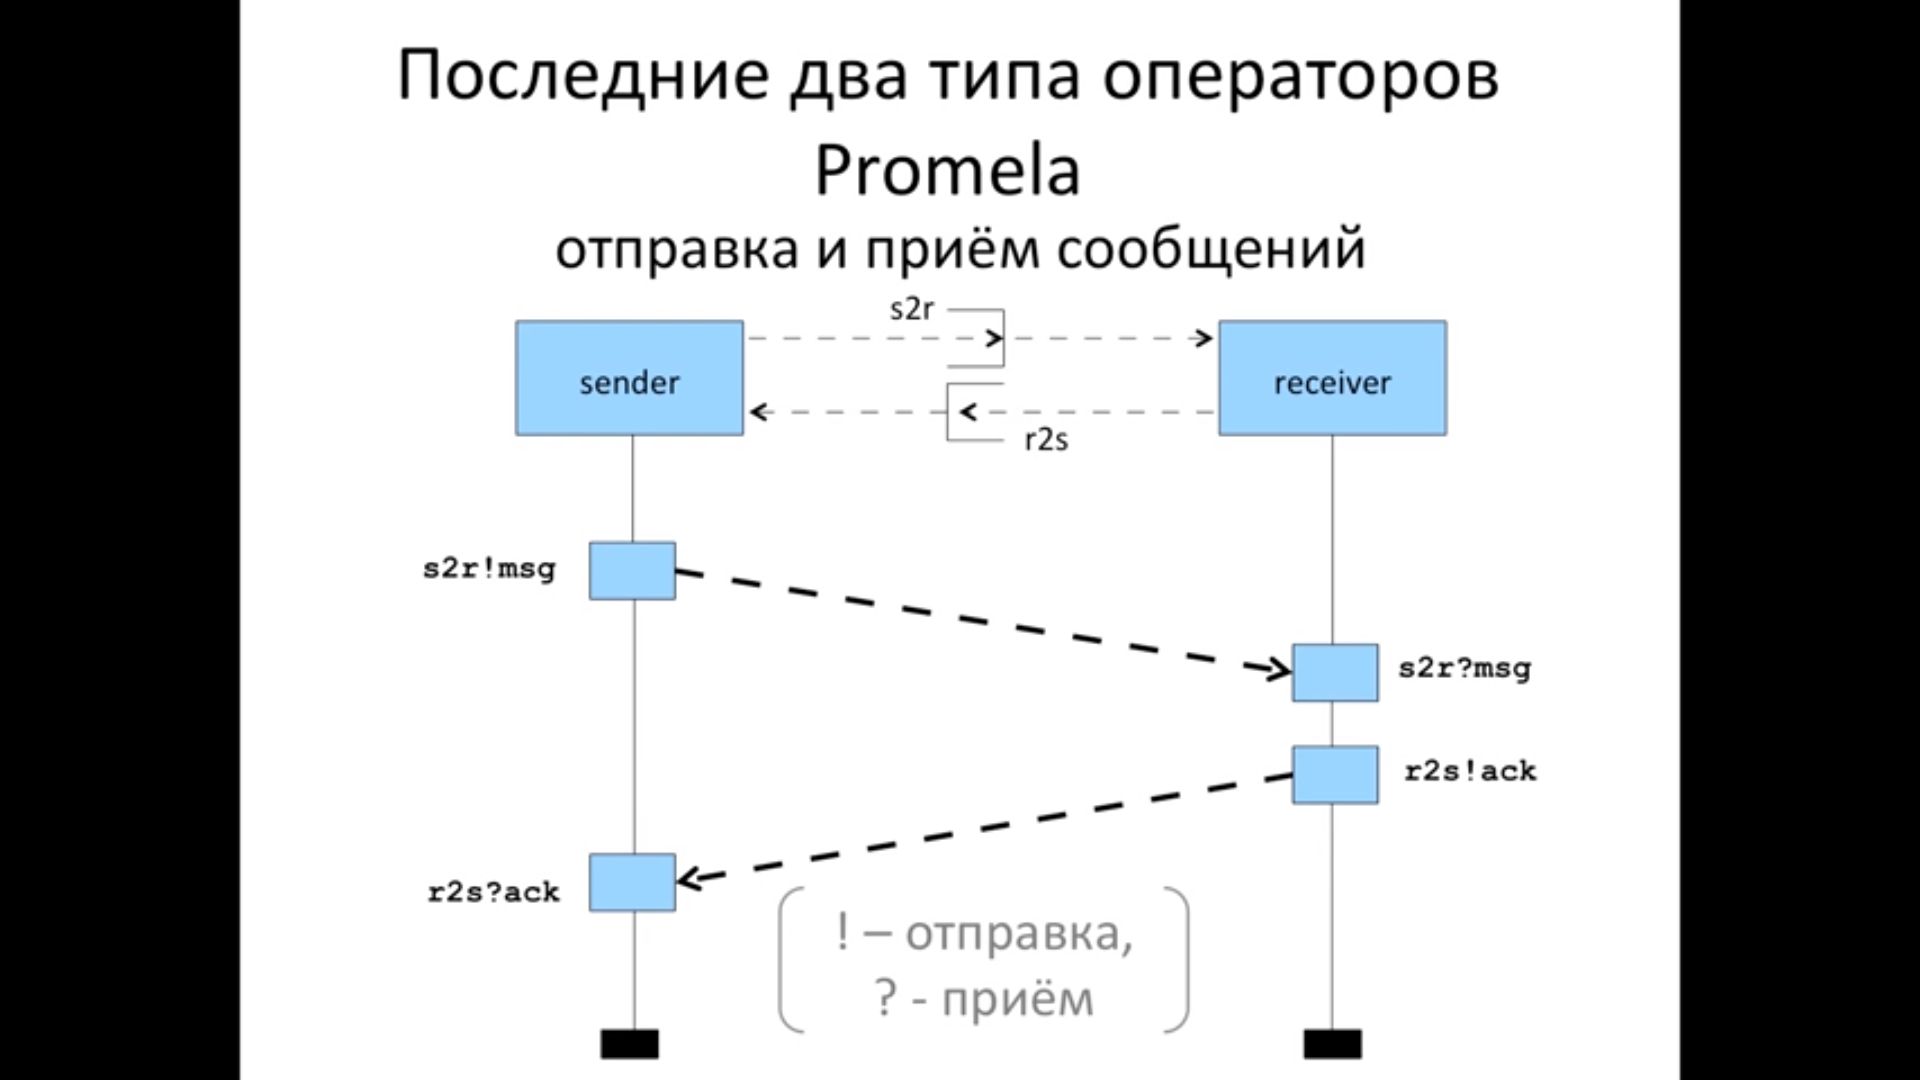 Последние два типа операторов
Promela
отправка и приём сообщений
s2r
sender
receiver
r2s
s2r!msg
s2r?msg
r2s!ack
r2s?ack
! – отправка,
? - приём